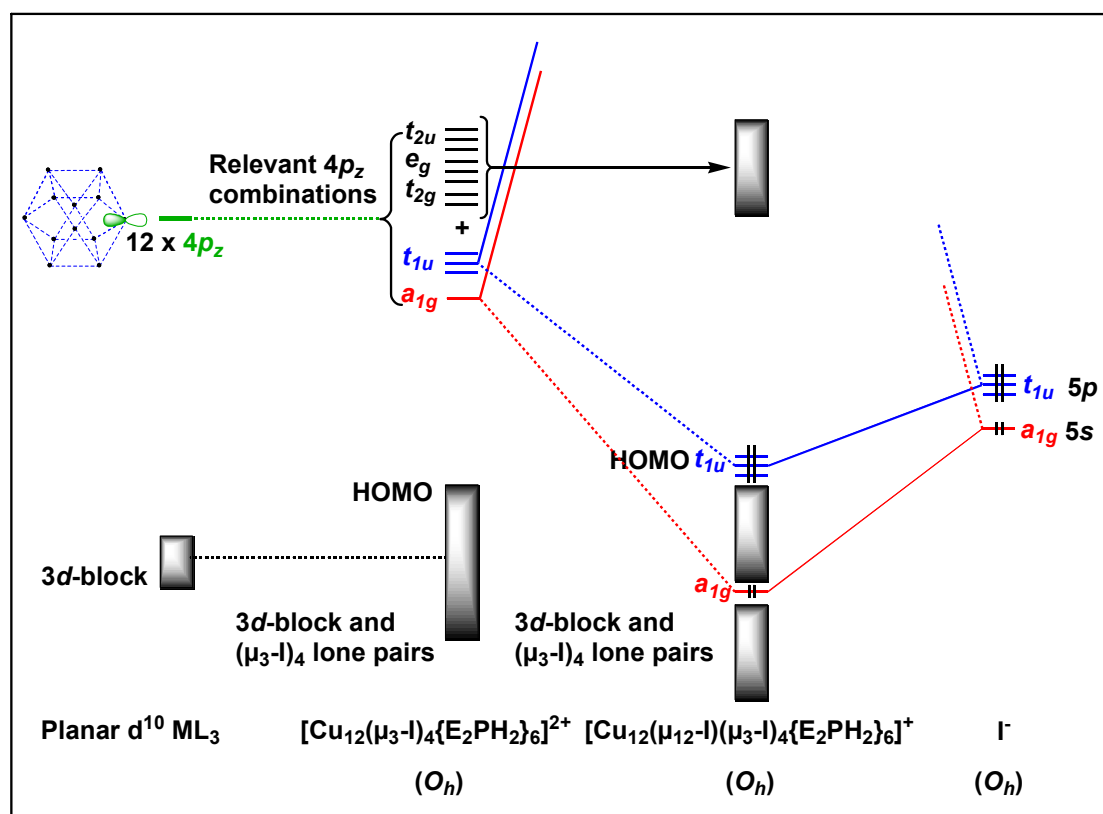 t2u
eg
t2g
Relevant 4pz
combinations
+
12 x 4pz
t1u
a1g
t1u 5p
a1g 5s
HOMO t1u
HOMO
3d-block
a1g
3d-block and
(μ3-I)4 lone pairs
3d-block and
(μ3-I)4 lone pairs
Planar d10 ML3
[Cu12(μ3-I)4{E2PH2}6]2+
[Cu12(μ12-I)(μ3-I)4{E2PH2}6]+
I-
(Oh)
(Oh)
(Oh)